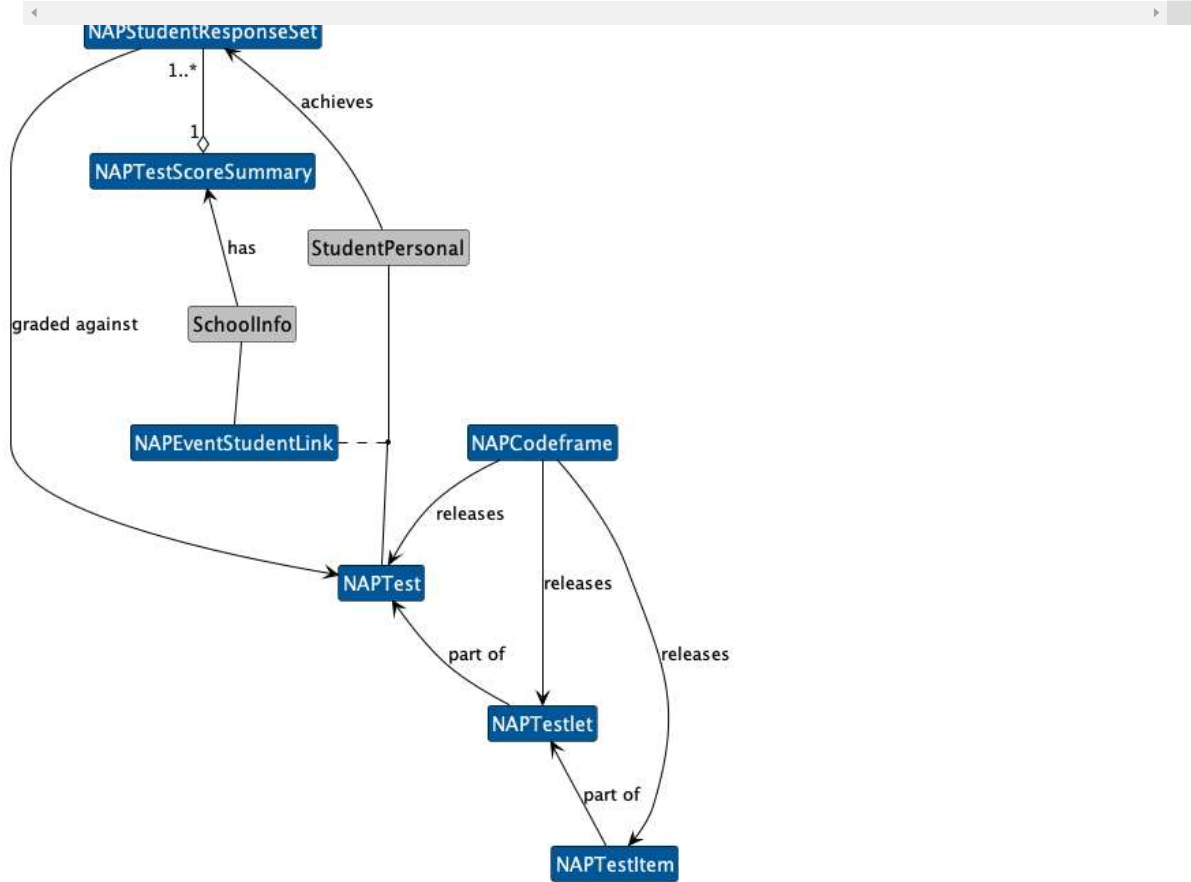 NAPStudentResponseSet
1..*
achieves
1
NAPTestScoreSummary
has
StudentPersonal
graded against
SchoolInfo
NAPEventStudentLink
NAPCodeframe
releases
NAPTest
releases
part of
releases
NAPTestlet
part of
NAPTestItem